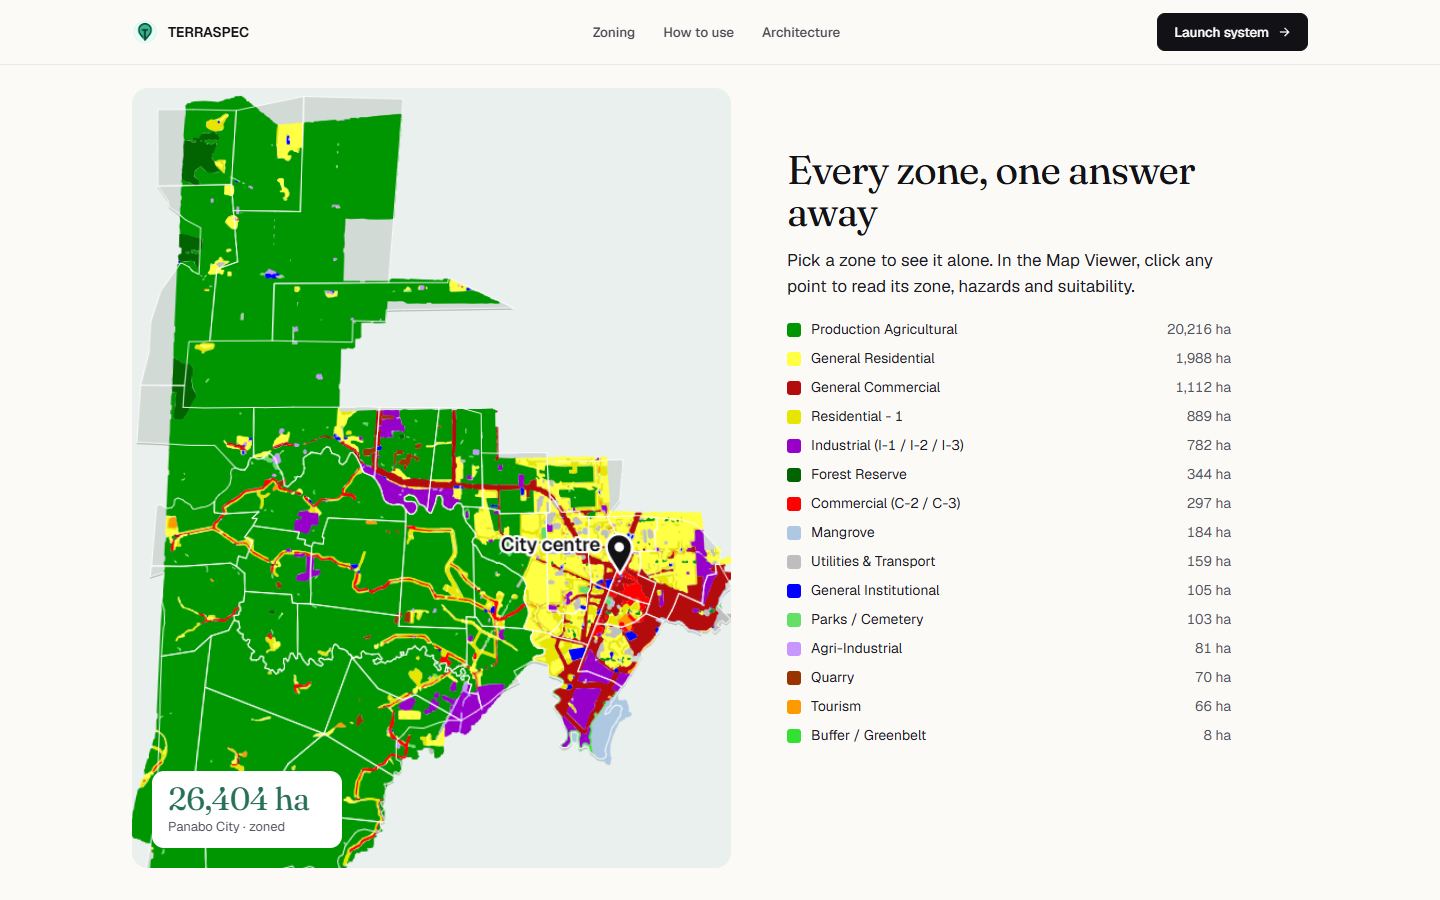 TERRASPEC
Zoning
How to use
Architecture
Launch system →
City centre
26,404 ha
Panabo City · zoned
Every zone, one answer
away
Pick a zone to see it alone. In the Map Viewer, click any
point to read its zone, hazards and suitability.
Production Agricultural 20,216 ha
General Residential 1,988 ha
General Commercial 1,112 ha
Residential - 1 889 ha
Industrial (I-1 / I-2 / I-3) 782 ha
Forest Reserve 344 ha
Commercial (C-2 / C-3) 297 ha
Mangrove 184 ha
Utilities & Transport 159 ha
General Institutional 105 ha
Parks / Cemetery 103 ha
Agri-Industrial 81 ha
Quarry 70 ha
Tourism 66 ha
Buffer / Greenbelt 8 ha